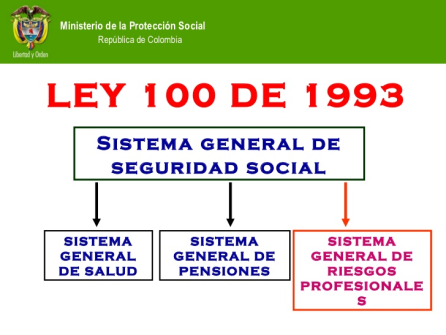 Ministerio de la Protección Social
República de Colombia
Libertad y Orden
LEY 100 DE 1993
SISTEMA GENERAL DE
SEGURIDAD SOCIAL
SISTEMA
GENERAL
DE SALUD
SISTEMA
GENERAL DE
PENSIONES
SISTEMA
GENERAL DE
RIESGOS
PROFESIONALE
S